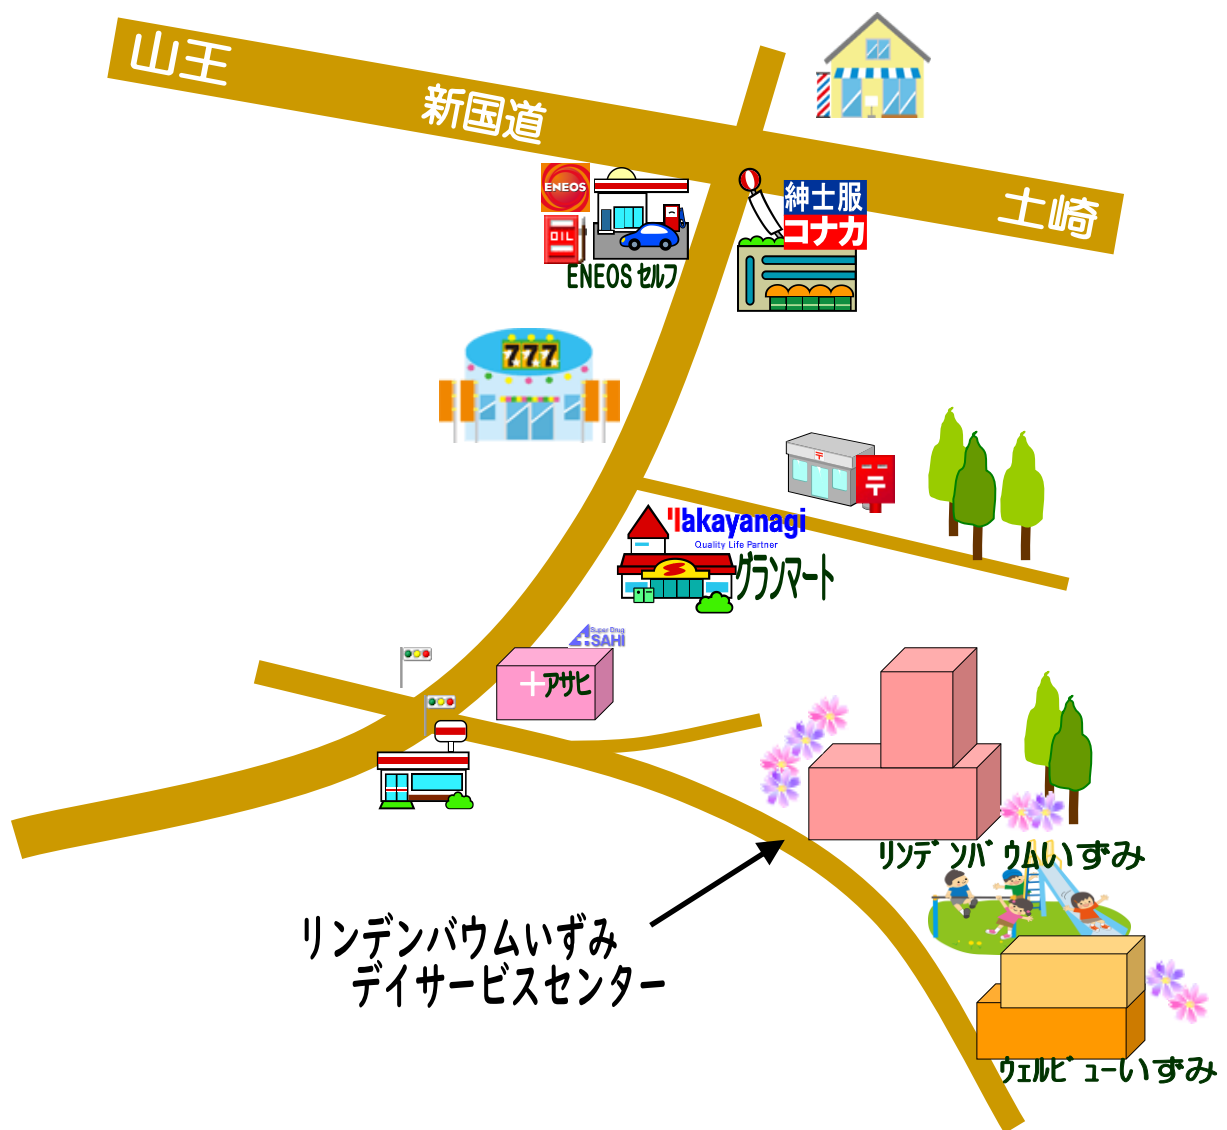 山王
新国道
土崎
ENEOS
OIL
ENEOS セルフ
紳士服
コナカ
777
〒
〒
Takayanagi
Quality Life Partner
グランマート
Super Drug
ASAHI
アサヒ
リンデンバウムいずみ
リンデンバウムいずみ
デイサービスセンター
ウェルビューいずみ